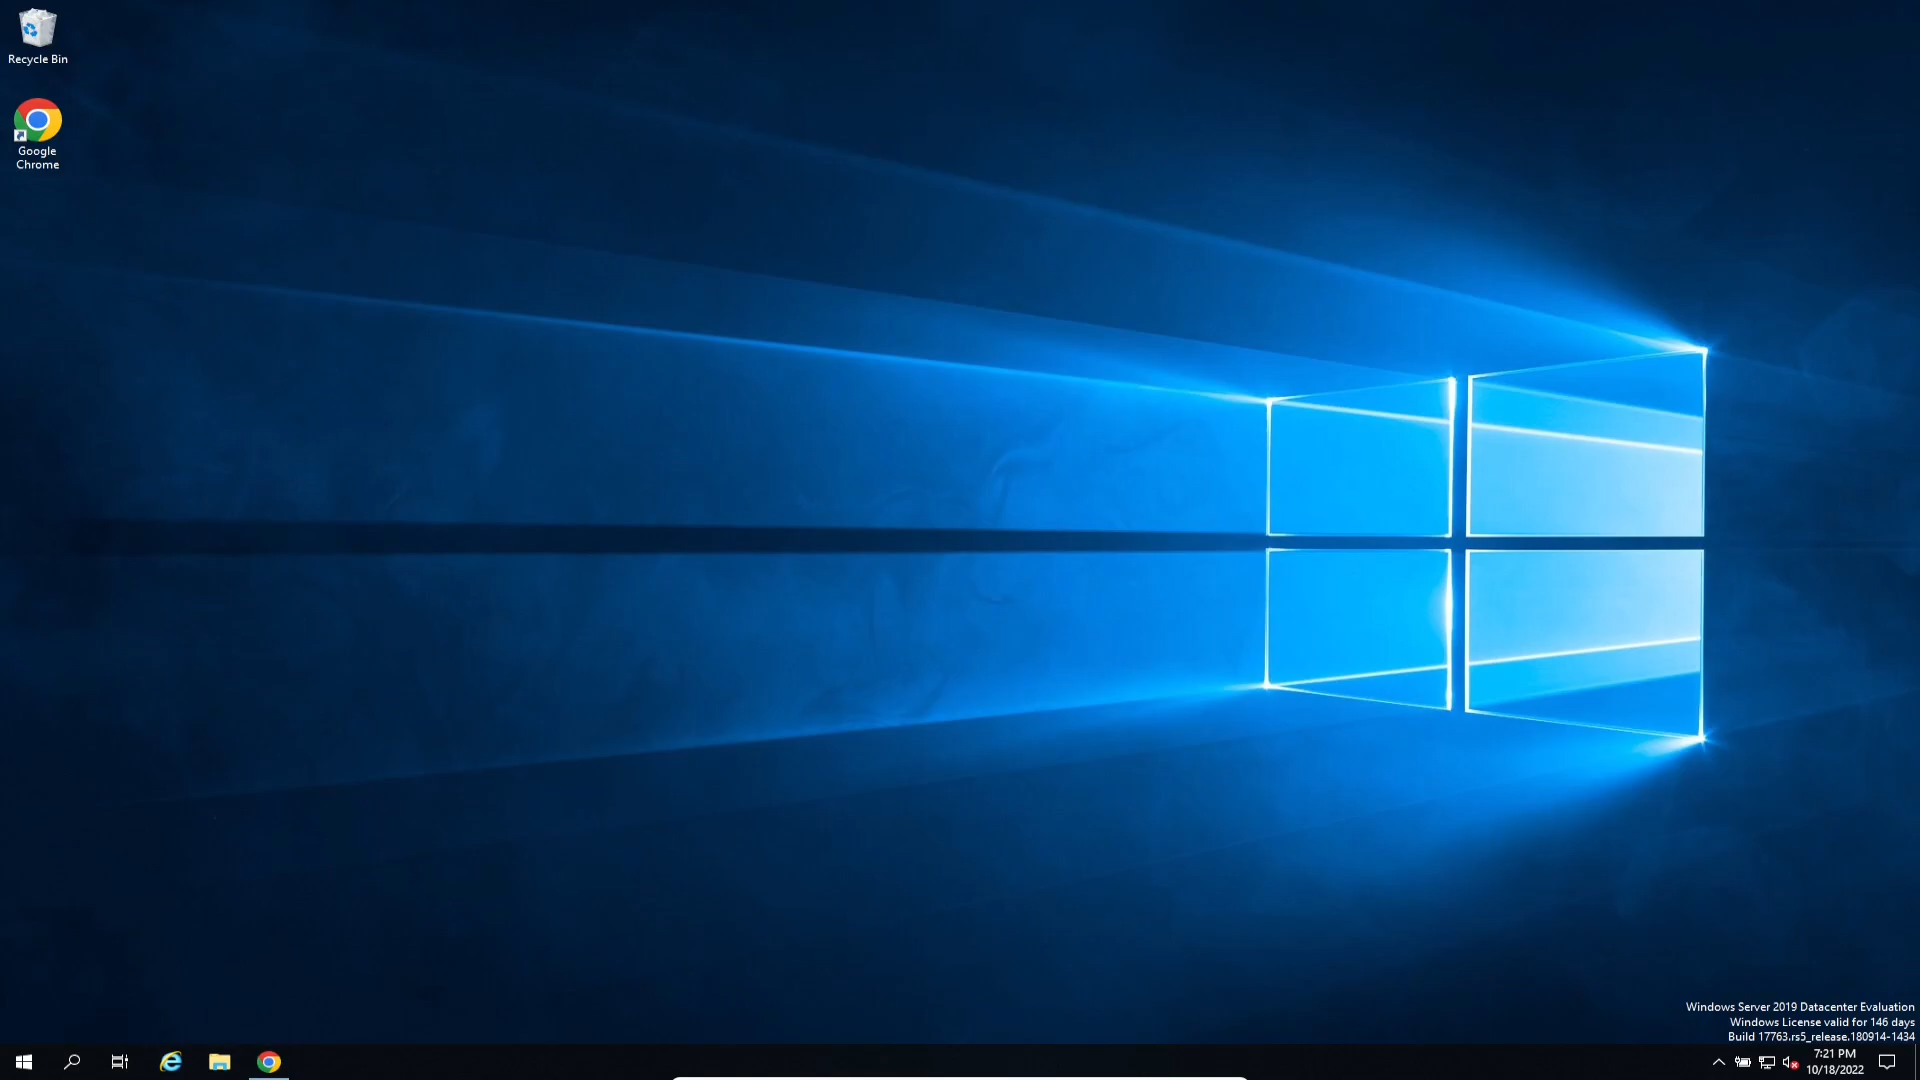 Recycle Bin
Google
Chrome
Windows Server 2019 Datacenter Evaluation
Windows License valid for 146 days
Build 17763.rs5_release.180914-1434
7:21 PM
10/18/2022